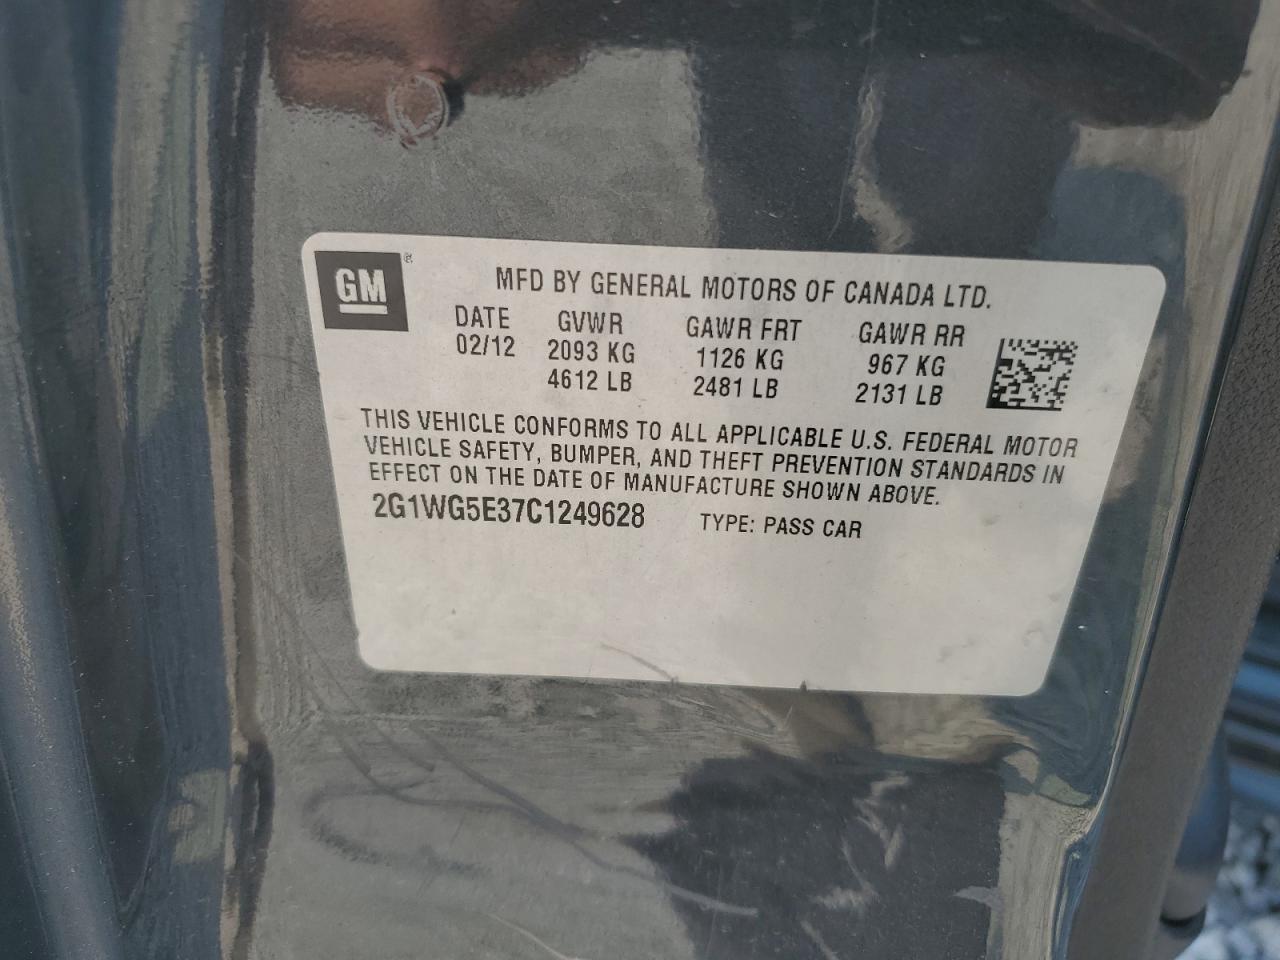 GM®
MFD BY GENERAL MOTORS OF CANADA LTD.
DATE GVWR GAWR FRT GAWR RR
02/12 2093 KG 1126 KG 967 KG
4612 LB 2481 LB 2131 LB
THIS VEHICLE CONFORMS TO ALL APPLICABLE U.S. FEDERAL MOTOR
VEHICLE SAFETY, BUMPER, AND THEFT PREVENTION STANDARDS IN
EFFECT ON THE DATE OF MANUFACTURE SHOWN ABOVE.
2G1WG5E37C1249628 TYPE: PASS CAR